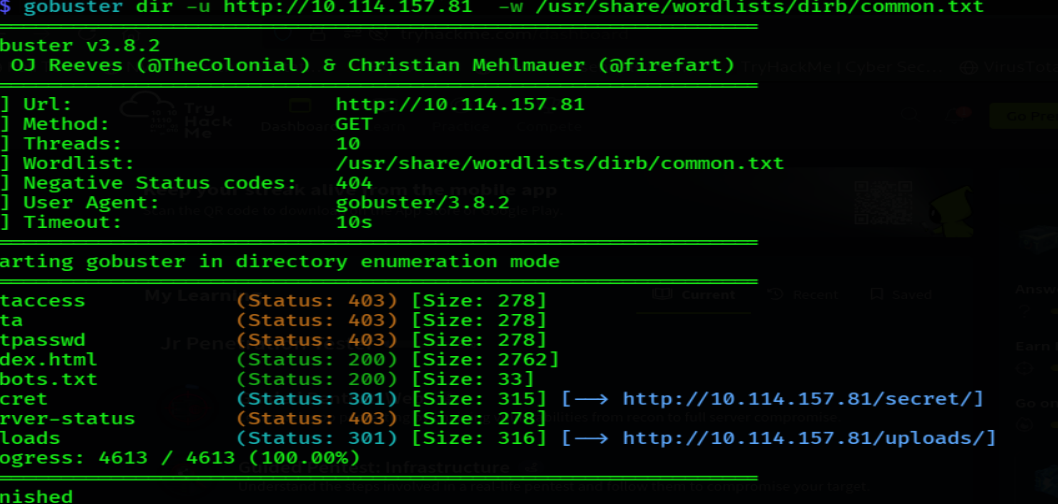 $ gobuster dir -u http://10.114.157.81 -w /usr/share/wordlists/dirb/common.txt
buster v3.8.2
OJ Reeves (@TheColonial) & Christian Mehlmauer (@firefart)
] Url: http://10.114.157.81
] Method: GET
] Threads: 10
] Wordlist: /usr/share/wordlists/dirb/common.txt
] Negative Status codes: 404
] User Agent: gobuster/3.8.2
] Timeout: 10s
arting gobuster in directory enumeration mode
taccess (Status: 403) [Size: 278]
ta (Status: 403) [Size: 278]
tpasswd (Status: 403) [Size: 278]
dex.html (Status: 200) [Size: 2762]
bots.txt (Status: 200) [Size: 33]
cret (Status: 301) [Size: 315] [--> http://10.114.157.81/secret/]
rver-status (Status: 403) [Size: 278]
loads (Status: 301) [Size: 316] [--> http://10.114.157.81/uploads/]
ogress: 4613 / 4613 (100.00%)
nished